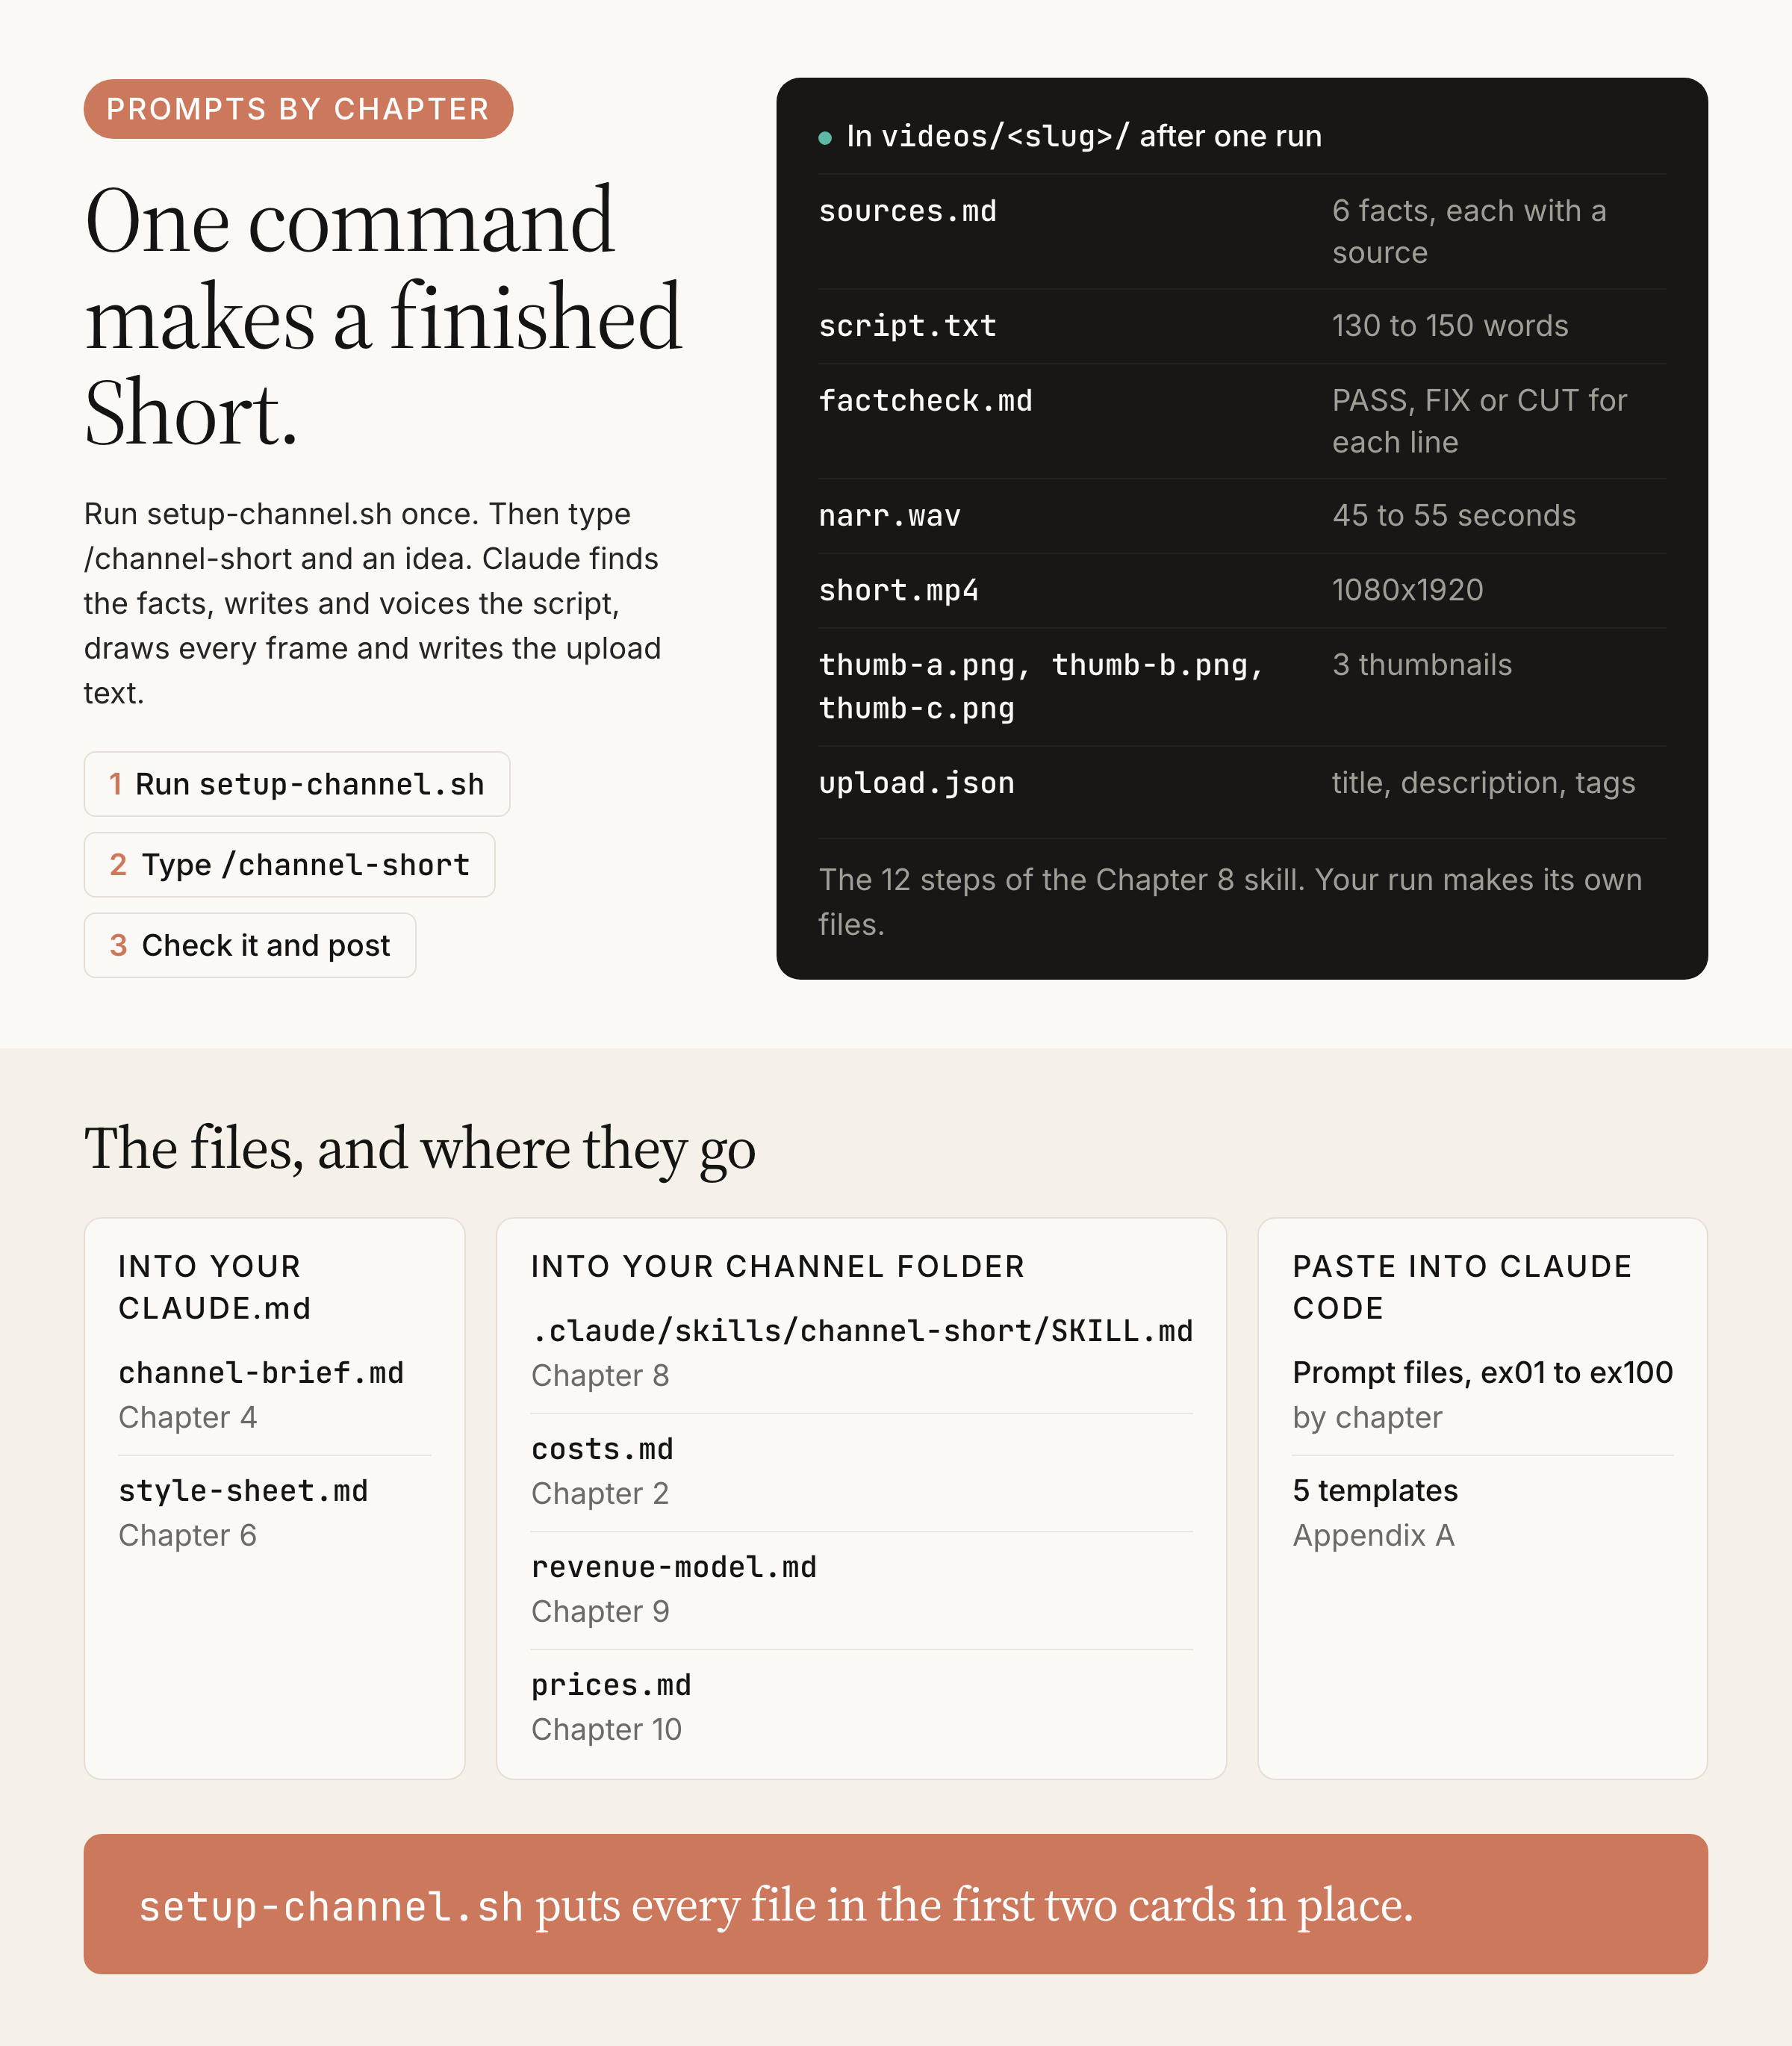 PROMPTS BY CHAPTER
One command
makes a finished
Short.
Run setup-channel.sh once. Then type
/channel-short and an idea. Claude finds
the facts, writes and voices the script,
draws every frame and writes the upload
text.
1 Run setup-channel.sh
2 Type /channel-short
3 Check it and post
In videos/<slug>/ after one run
sources.md
6 facts, each with a
source
script.txt
130 to 150 words
factcheck.md
PASS, FIX or CUT for
each line
narr.wav
45 to 55 seconds
short.mp4
1080x1920
thumb-a.png, thumb-b.png,
thumb-c.png
3 thumbnails
upload.json
title, description, tags
The 12 steps of the Chapter 8 skill. Your run makes its own
files.
The files, and where they go
INTO YOUR
CLAUDE.md
channel-brief.md
Chapter 4
style-sheet.md
Chapter 6
INTO YOUR CHANNEL FOLDER
.claude/skills/channel-short/SKILL.md
Chapter 8
costs.md
Chapter 2
revenue-model.md
Chapter 9
prices.md
Chapter 10
PASTE INTO CLAUDE
CODE
Prompt files, ex01 to ex100
by chapter
5 templates
Appendix A
setup-channel.sh puts every file in the first two cards in place.